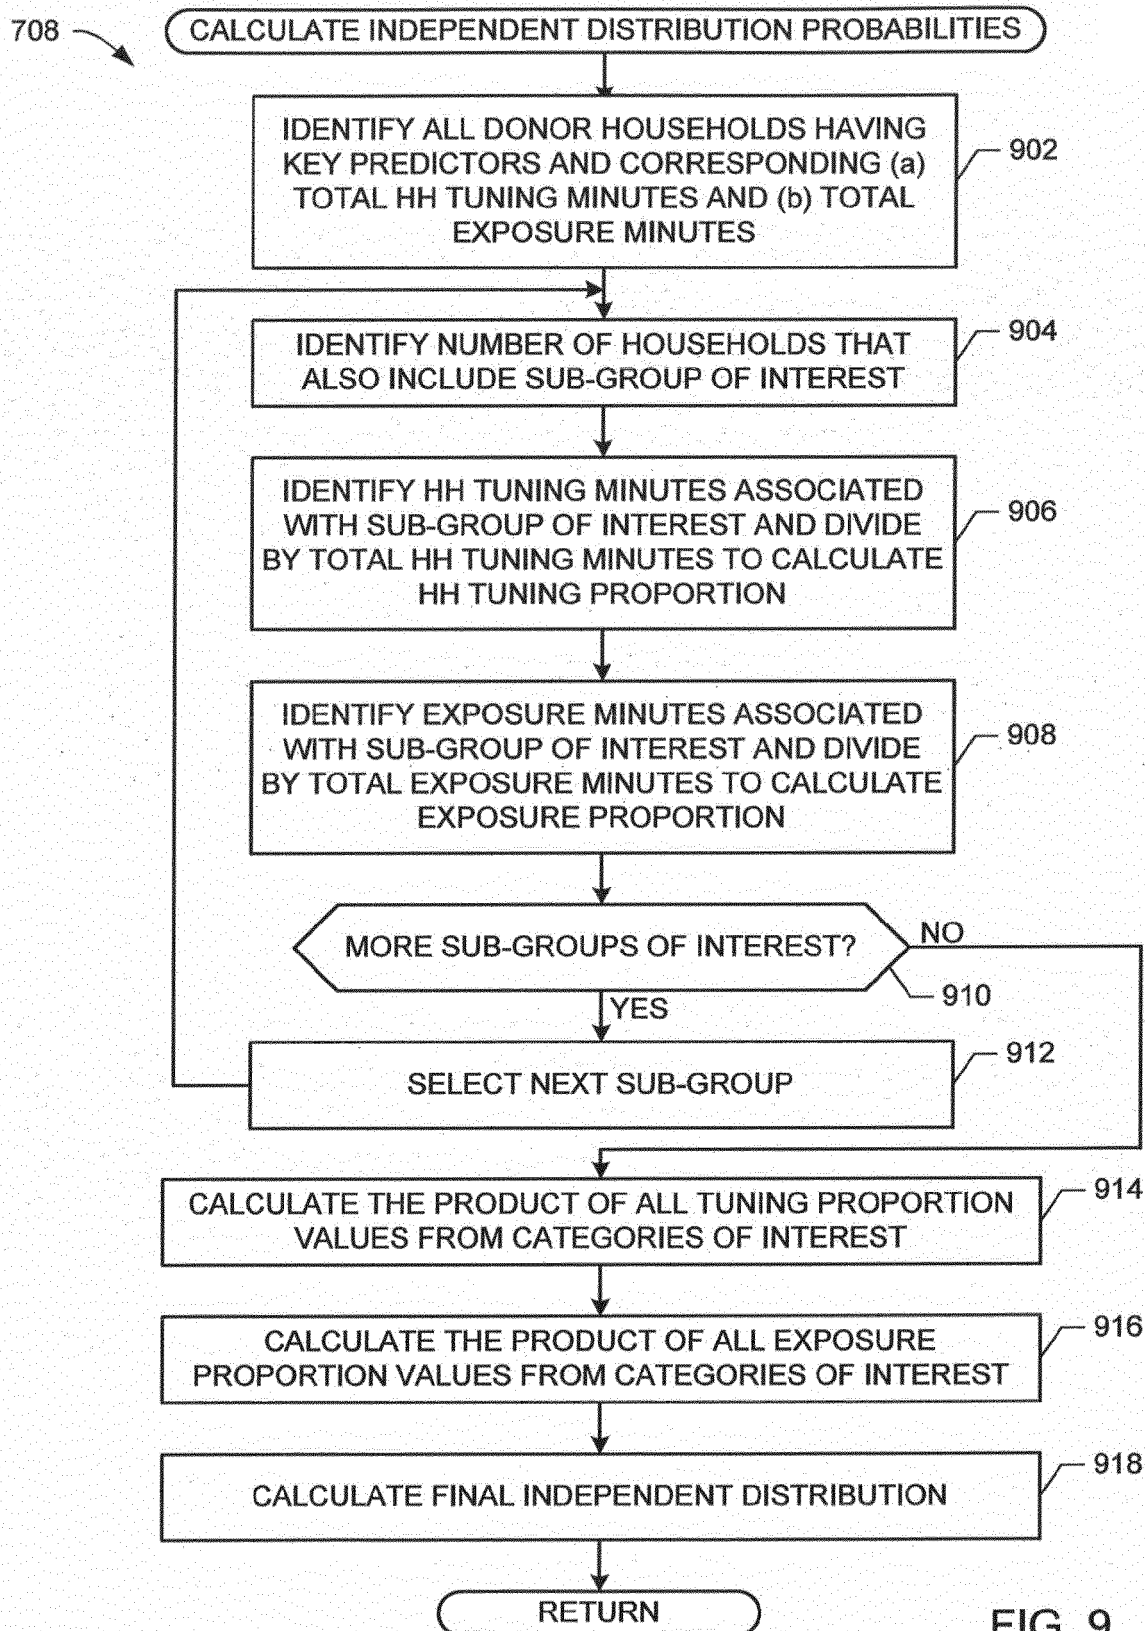 708
CALCULATE INDEPENDENT DISTRIBUTION PROBABILITIES
IDENTIFY ALL DONOR HOUSEHOLDS HAVING
KEY PREDICTORS AND CORRESPONDING (a)
TOTAL HH TUNING MINUTES AND (b) TOTAL
EXPOSURE MINUTES
902
IDENTIFY NUMBER OF HOUSEHOLDS THAT
ALSO INCLUDE SUB-GROUP OF INTEREST
904
IDENTIFY HH TUNING MINUTES ASSOCIATED
WITH SUB-GROUP OF INTEREST AND DIVIDE
BY TOTAL HH TUNING MINUTES TO CALCULATE
HH TUNING PROPORTION
906
IDENTIFY EXPOSURE MINUTES ASSOCIATED
WITH SUB-GROUP OF INTEREST AND DIVIDE
BY TOTAL EXPOSURE MINUTES TO CALCULATE
EXPOSURE PROPORTION
908
MORE SUB-GROUPS OF INTEREST?
NO
910
YES
SELECT NEXT SUB-GROUP
912
CALCULATE THE PRODUCT OF ALL TUNING PROPORTION
VALUES FROM CATEGORIES OF INTEREST
914
CALCULATE THE PRODUCT OF ALL EXPOSURE
PROPORTION VALUES FROM CATEGORIES OF INTEREST
916
CALCULATE FINAL INDEPENDENT DISTRIBUTION
918
RETURN
FIG. 9